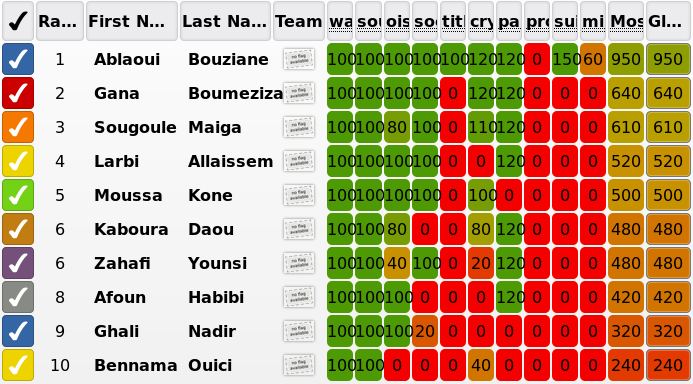 ✔ Ra... First N... Last Na... Team wa sou ois so tit cry pa pro sui mi Mos Gl...
1 Ablaoui Bouziane no flag available 100 100 100 100 100 120 120 0 150 60 950 950
2 Gana Boumeziza no flag available 100 100 100 100 0 120 120 0 0 0 640 640
3 Sougoule Maiga no flag available 100 100 80 100 0 110 120 0 0 0 610 610
4 Larbi Allaissem no flag available 100 100 100 100 0 0 120 0 0 0 520 520
5 Moussa Kone no flag available 100 100 100 100 0 100 0 0 0 0 500 500
6 Kaboura Daou no flag available 100 100 80 0 0 80 120 0 0 0 480 480
6 Zahafi Younsi no flag available 100 100 40 100 0 20 120 0 0 0 480 480
8 Afoun Habibi no flag available 100 100 100 0 0 0 120 0 0 0 420 420
9 Ghali Nadir no flag available 100 100 100 20 0 0 0 0 0 0 320 320
10 Bennama Ouici no flag available 100 100 0 0 0 40 0 0 0 0 240 240